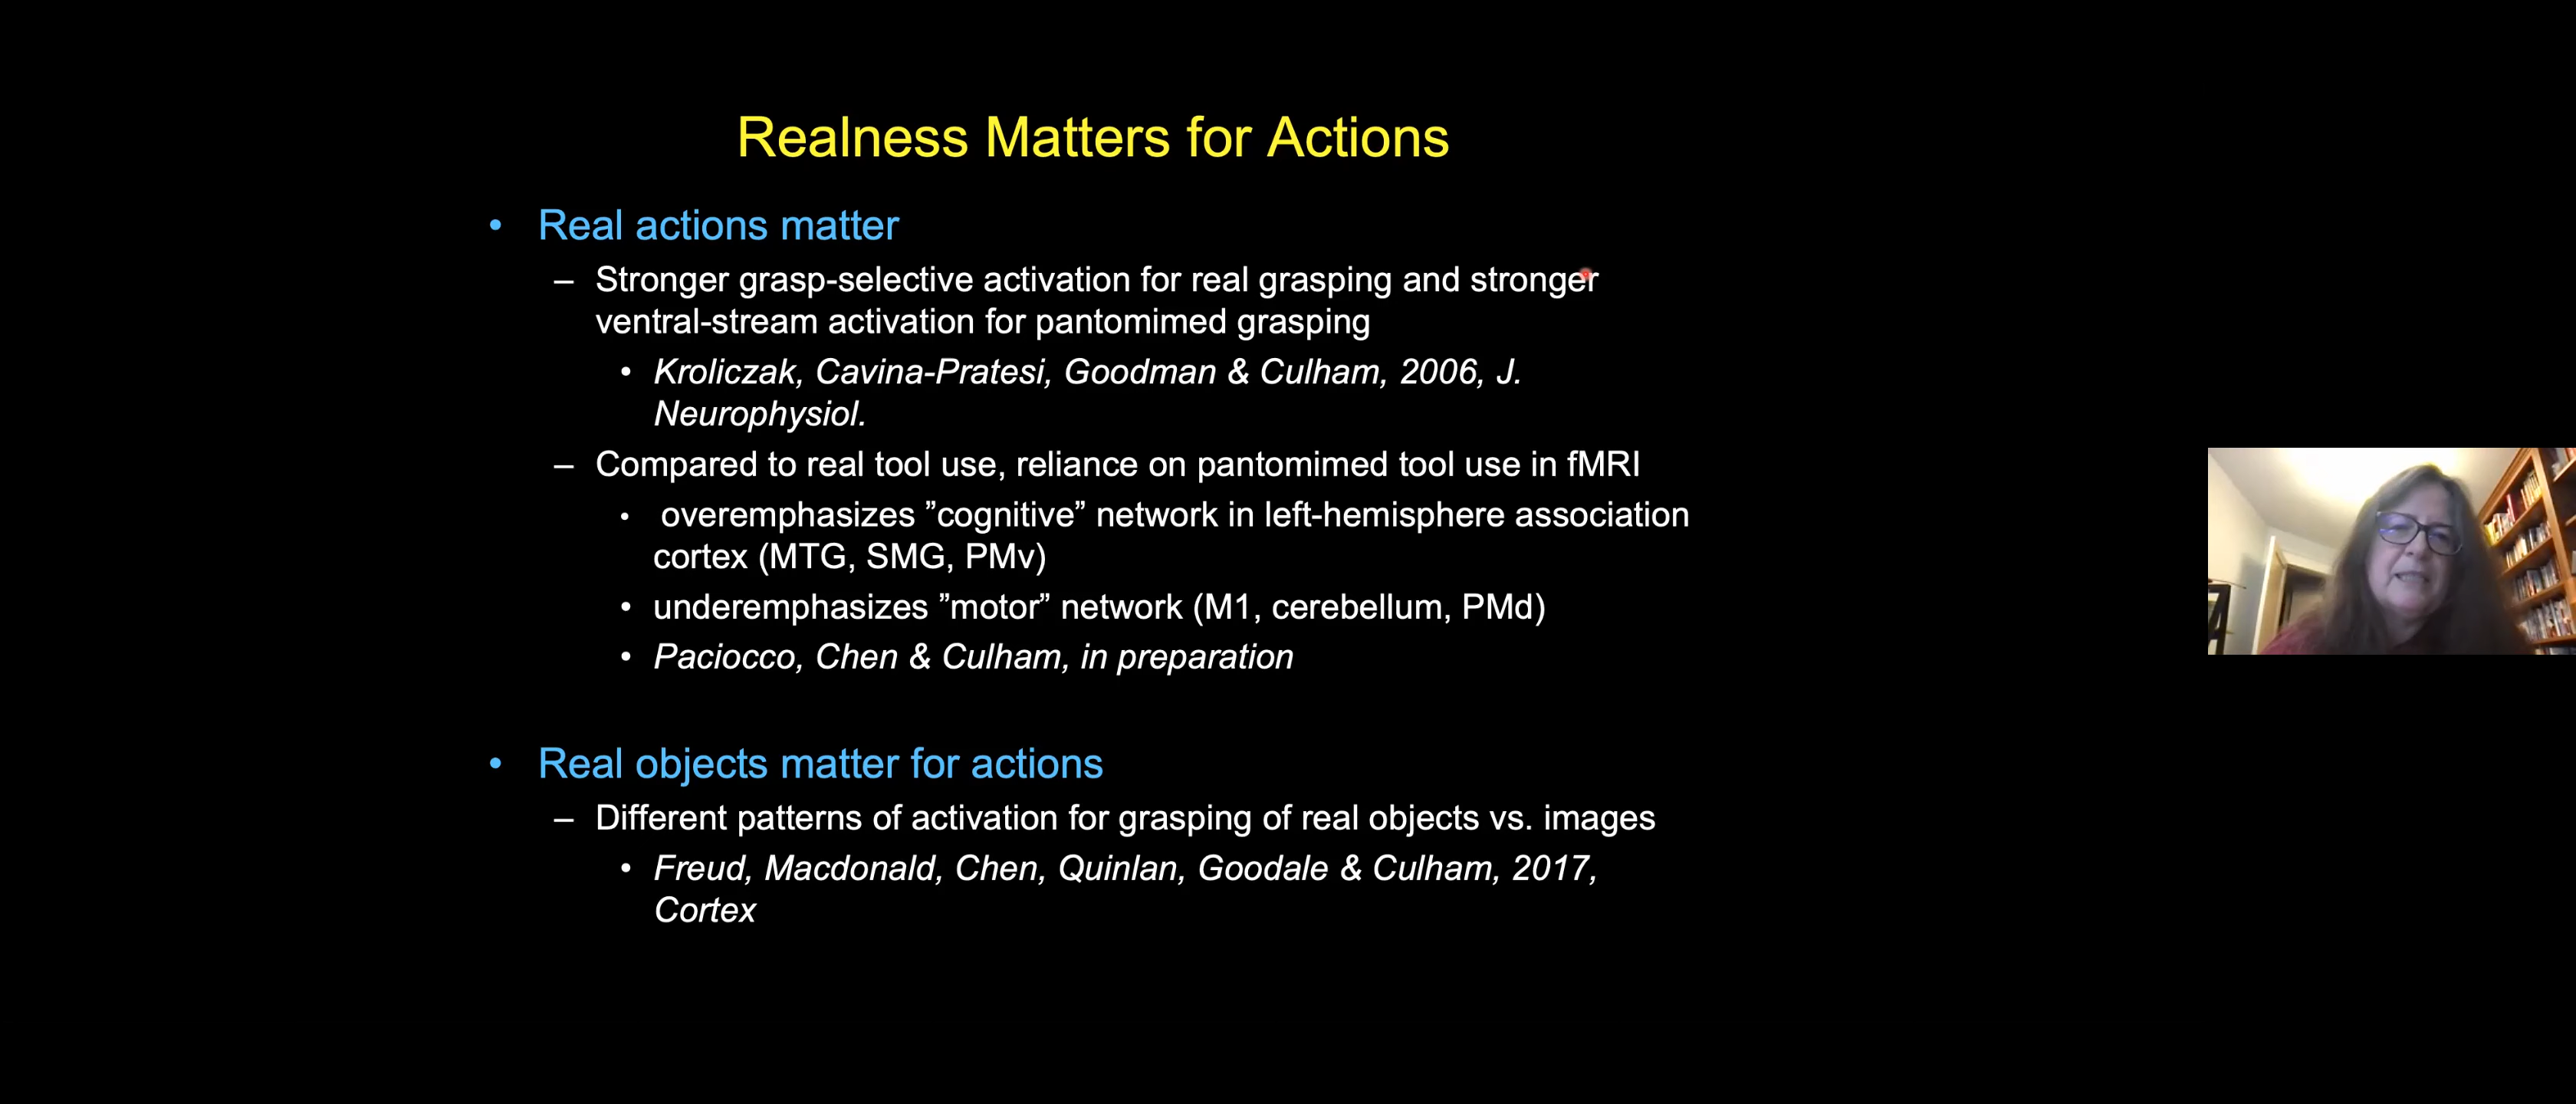 Realness Matters for Actions
• Real actions matter
– Stronger grasp-selective activation for real grasping and stronger
ventral-stream activation for pantomimed grasping
• Kroliczak, Cavina-Pratesi, Goodman & Culham, 2006, J.
Neurophysiol.
– Compared to real tool use, reliance on pantomimed tool use in fMRI
• overemphasizes ”cognitive” network in left-hemisphere association
cortex (MTG, SMG, PMv)
• underemphasizes ”motor” network (M1, cerebellum, PMd)
• Paciocco, Chen & Culham, in preparation
• Real objects matter for actions
– Different patterns of activation for grasping of real objects vs. images
• Freud, Macdonald, Chen, Quinlan, Goodale & Culham, 2017,
Cortex